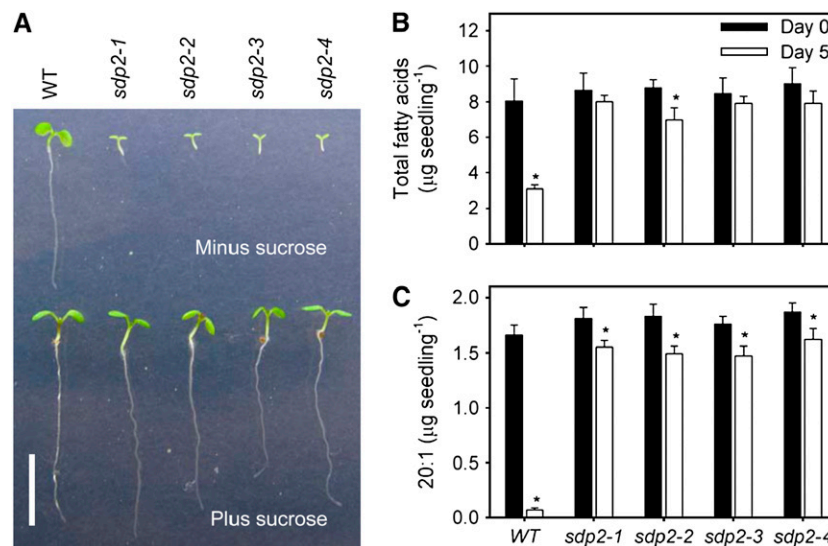 A
WT
sdp2-1
sdp2-2
sdp2-3
sdp2-4
Minus sucrose
Plus sucrose
B
Total fatty acids
(μg seedling⁻¹)
12
10
8
6
4
2
0
Day 0
Day 5
*
*
C
20:1 (μg seedling⁻¹)
2.0
1.5
1.0
0.5
0.0
*
*
*
*
*
WT
sdp2-1
sdp2-2
sdp2-3
sdp2-4